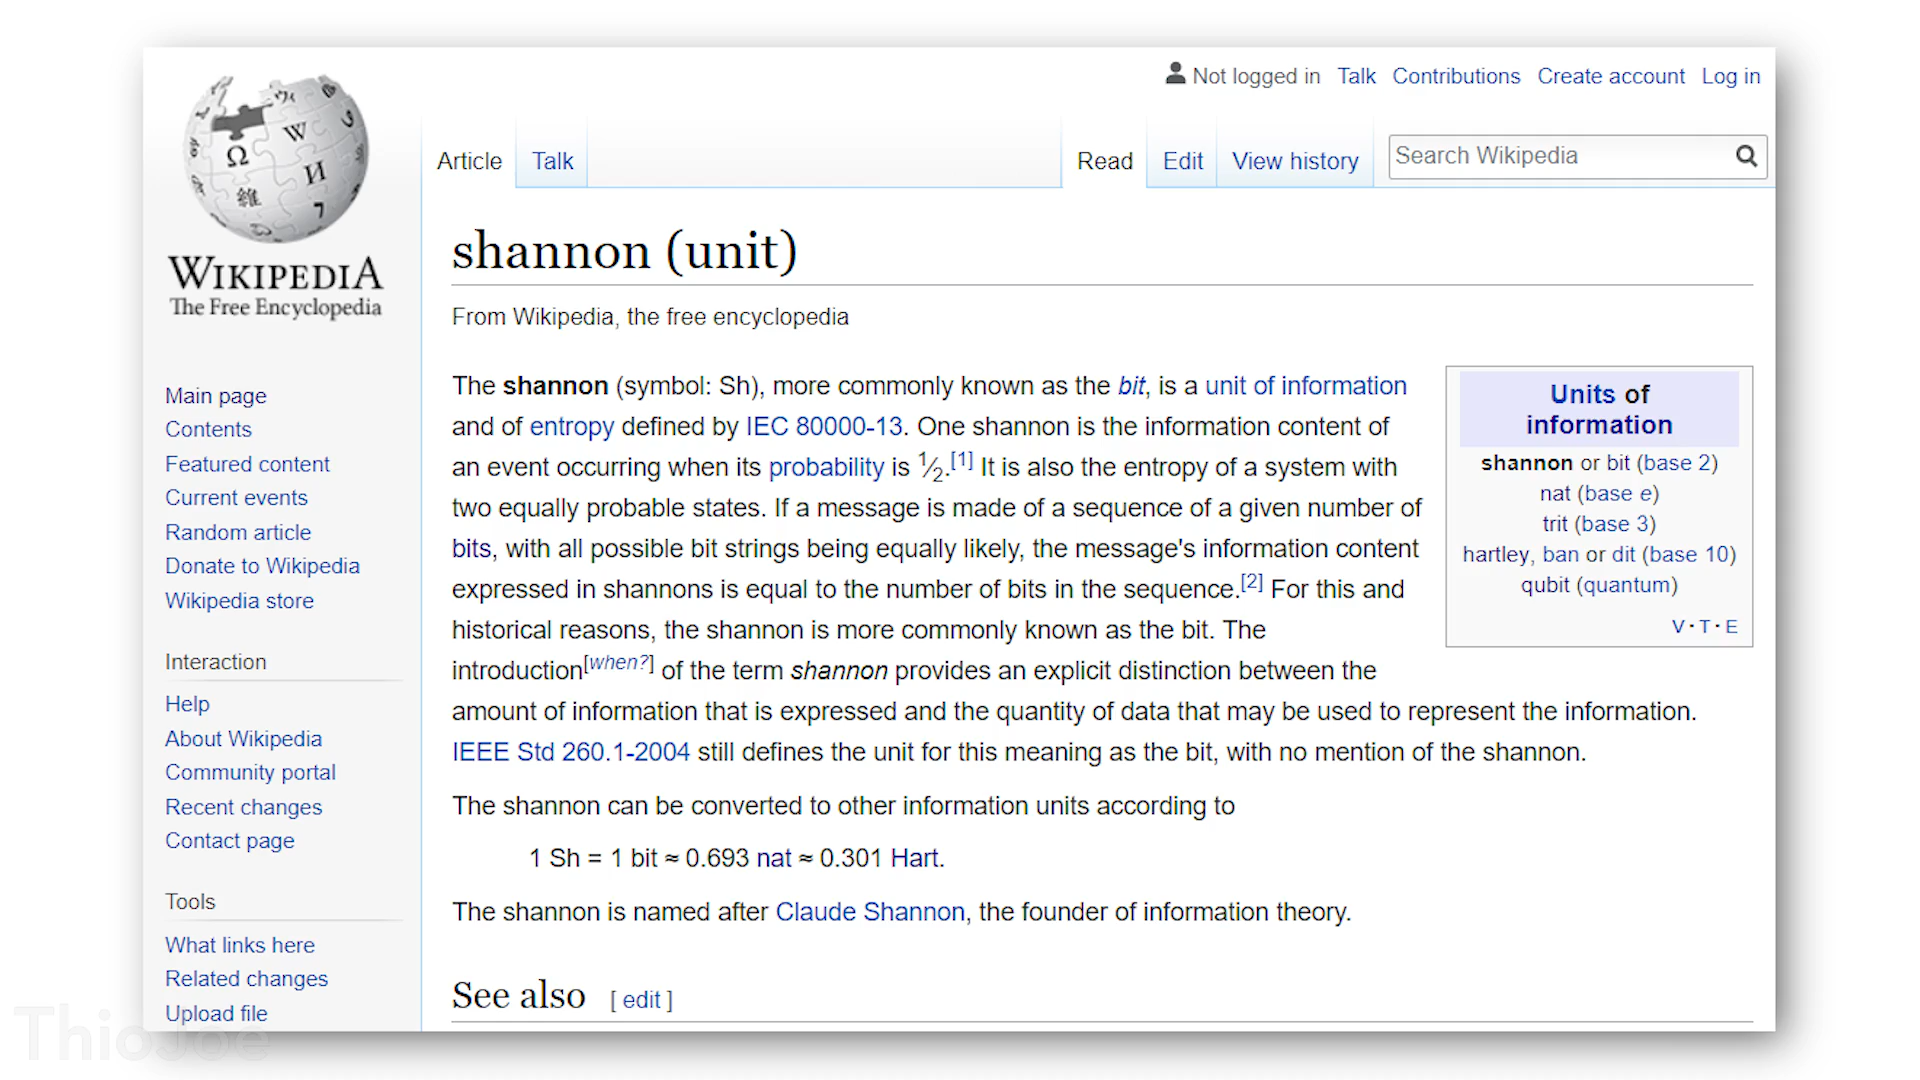 Not logged in Talk Contributions Create account Log in
Article Talk Read Edit View history Search Wikipedia
WIKIPEDIA
The Free Encyclopedia
Main page
Contents
Featured content
Current events
Random article
Donate to Wikipedia
Wikipedia store
Interaction
Help
About Wikipedia
Community portal
Recent changes
Contact page
Tools
What links here
Related changes
Upload file
shannon (unit)
From Wikipedia, the free encyclopedia
The shannon (symbol: Sh), more commonly known as the bit, is a unit of information
and of entropy defined by IEC 80000-13. One shannon is the information content of
an event occurring when its probability is ½.[1] It is also the entropy of a system with
two equally probable states. If a message is made of a sequence of a given number of
bits, with all possible bit strings being equally likely, the message's information content
expressed in shannons is equal to the number of bits in the sequence.[2] For this and
historical reasons, the shannon is more commonly known as the bit. The
introduction[when?] of the term shannon provides an explicit distinction between the
amount of information that is expressed and the quantity of data that may be used to represent the information.
IEEE Std 260.1-2004 still defines the unit for this meaning as the bit, with no mention of the shannon.
The shannon can be converted to other information units according to
1 Sh = 1 bit ≈ 0.693 nat ≈ 0.301 Hart.
The shannon is named after Claude Shannon, the founder of information theory.
See also [ edit ]
Units of
information
shannon or bit (base 2)
nat (base e)
trit (base 3)
hartley, ban or dit (base 10)
qubit (quantum)
V · T · E
ThioJoe